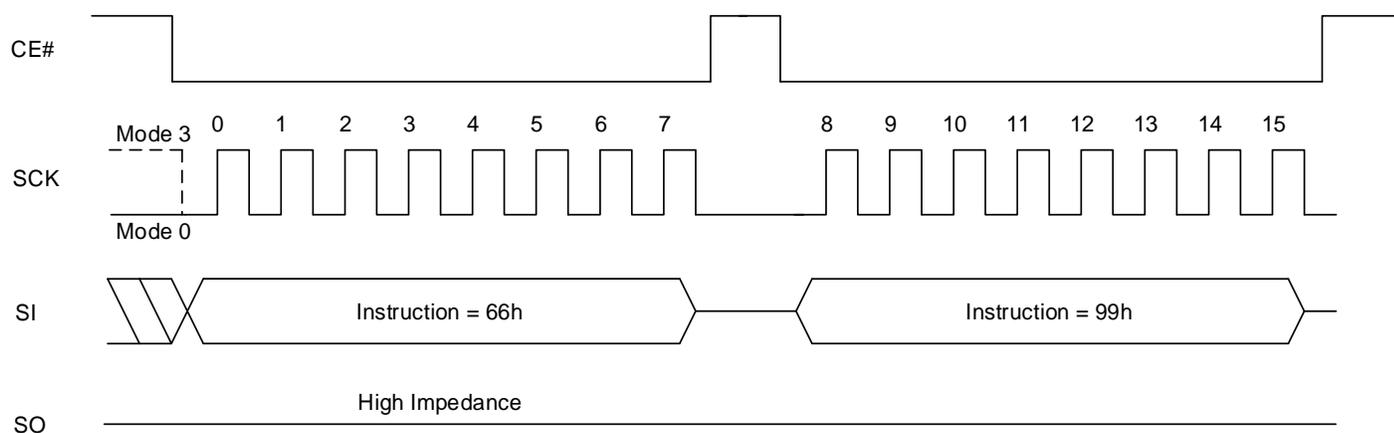 CE#
Mode 3 0 1 2 3 4 5 6 7 8 9 10 11 12 13 14 15
SCK
Mode 0
SI Instruction = 66h Instruction = 99h
High Impedance
SO